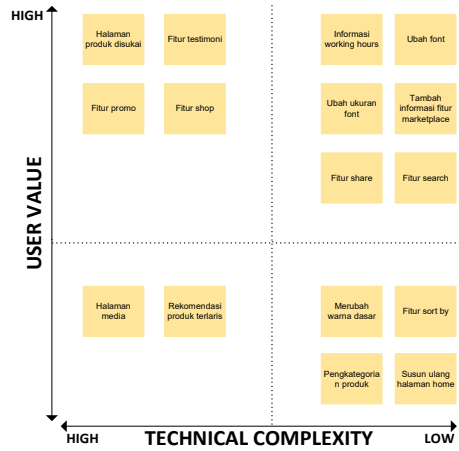 HIGH
Halaman
produk disukai
Fitur testimoni
Informasi
working hours
Ubah font
Fitur promo
Fitur shop
Ubah ukuran
font
Tambah
informasi fitur
marketplace
Fitur share
Fitur search
USER VALUE
Halaman
media
Rekomendasi
produk terlaris
Merubah
warna dasar
Fitur sort by
Pengkategoria
n produk
Susun ulang
halaman home
HIGH
TECHNICAL COMPLEXITY
LOW